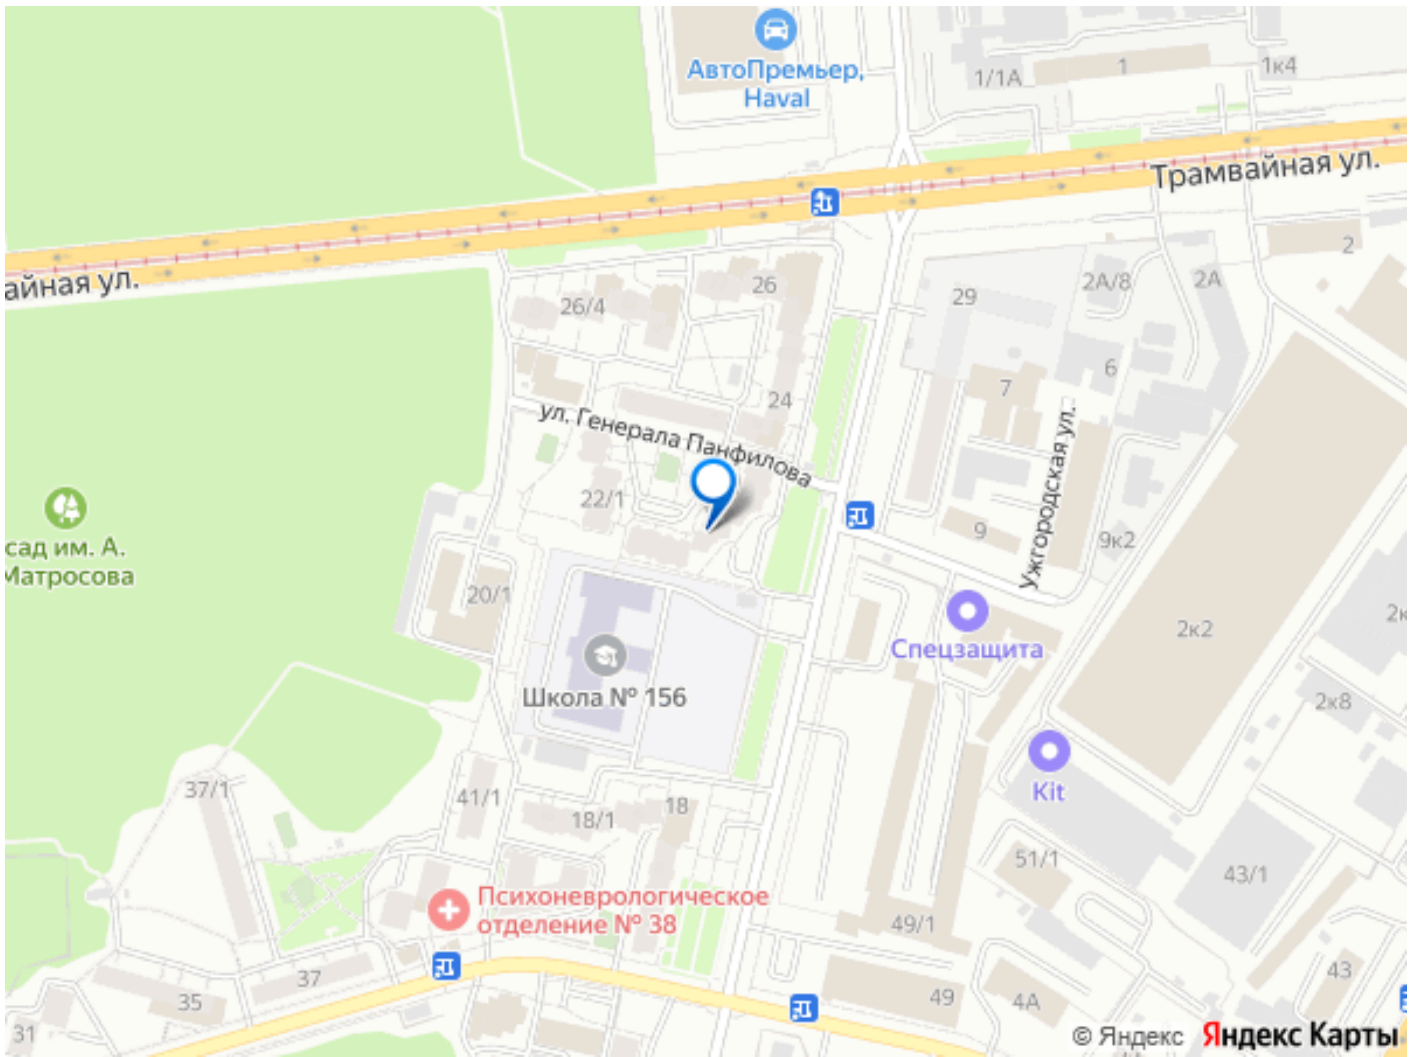 АвтоПремьер,
Haval
1/1А
1
1к4
Трамвайная ул.
2
айная ул.
26/4
26
29
2А/8
2А
6
7
24
ул. Генерала Панфилова
22/1
Ужгородская ул.
9
9к2
сад им. А.
Матросова
20/1
Спецзащита
2к2
2к
Школа № 156
2к8
Kit
37/1
41/1
18/1
18
51/1
43/1
Психоневрологическое
отделение № 38
49/1
37
35
31
49
4А
43
© Яндекс Яндекс Карты